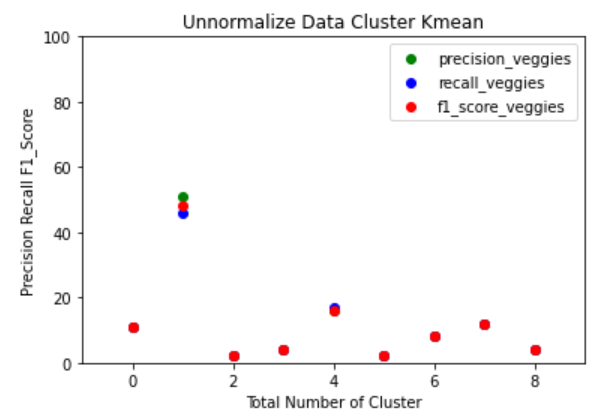 Unnormalize Data Cluster Kmean
100
80
60
40
20
0
Precision Recall F1_Score
precision_veggies
recall_veggies
f1_score_veggies
0 2 4 6 8
Total Number of Cluster